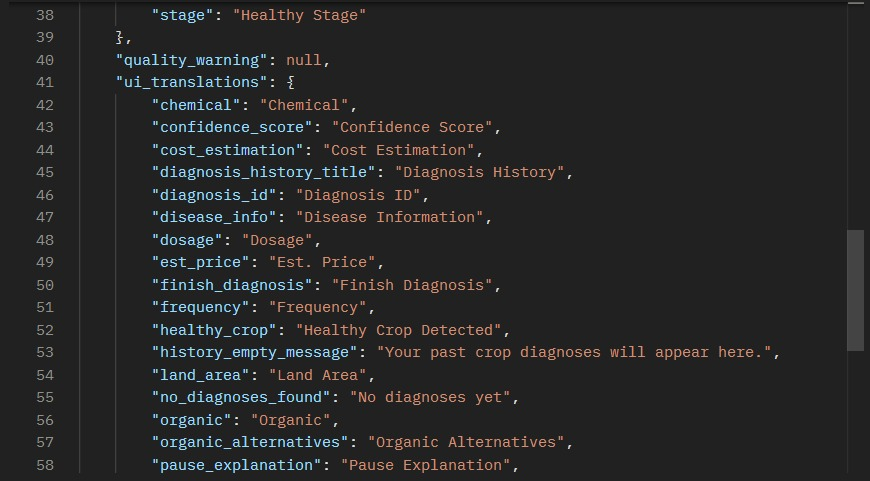 38 "stage": "Healthy Stage"
39 },
40 "quality_warning": null,
41 "ui_translations": {
42 "chemical": "Chemical",
43 "confidence_score": "Confidence Score",
44 "cost_estimation": "Cost Estimation",
45 "diagnosis_history_title": "Diagnosis History",
46 "diagnosis_id": "Diagnosis ID",
47 "disease_info": "Disease Information",
48 "dosage": "Dosage",
49 "est_price": "Est. Price",
50 "finish_diagnosis": "Finish Diagnosis",
51 "frequency": "Frequency",
52 "healthy_crop": "Healthy Crop Detected",
53 "history_empty_message": "Your past crop diagnoses will appear here.",
54 "land_area": "Land Area",
55 "no_diagnoses_found": "No diagnoses yet",
56 "organic": "Organic",
57 "organic_alternatives": "Organic Alternatives",
58 "pause_explanation": "Pause Explanation",